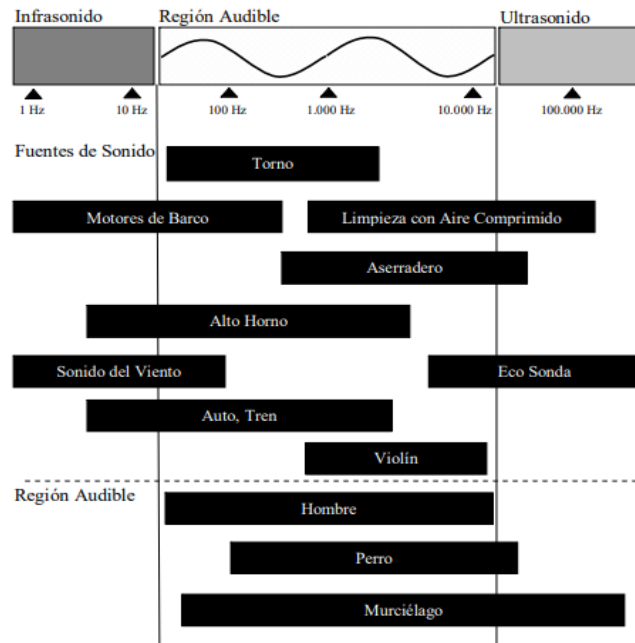 Infrasonido Región Audible Ultrasonido
1 Hz 10 Hz 100 Hz 1.000 Hz 10.000 Hz 100.000 Hz
Fuentes de Sonido
Torno
Motores de Barco Limpieza con Aire Comprimido
Aserradero
Alto Horno
Sonido del Viento Eco Sonda
Auto, Tren
Violín
Región Audible
Hombre
Perro
Murciélago